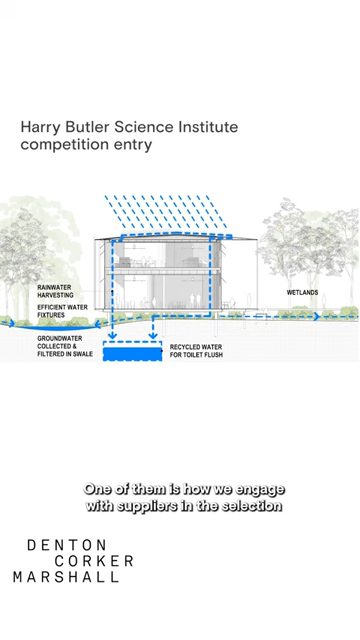 Harry Butler Science Institute
competition entry
RAINWATER
HARVESTING
EFFICIENT WATER
FIXTURES
WETLANDS
GROUNDWATER
COLLECTED &
FILTERED IN SWALE
RECYCLED WATER
FOR TOILET FLUSH
One of them is how we engage
with suppliers in the selection
DENTON
CORKER
MARSHALL